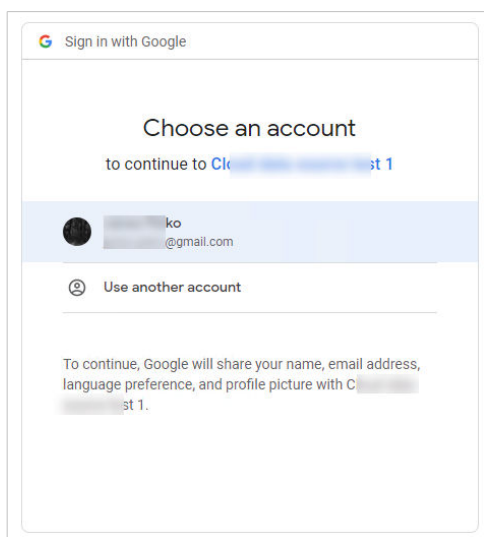 Sign in with Google
Choose an account
to continue to Cl st 1
ko
@gmail.com
Use another account
To continue, Google will share your name, email address,
language preference, and profile picture with C
st 1.